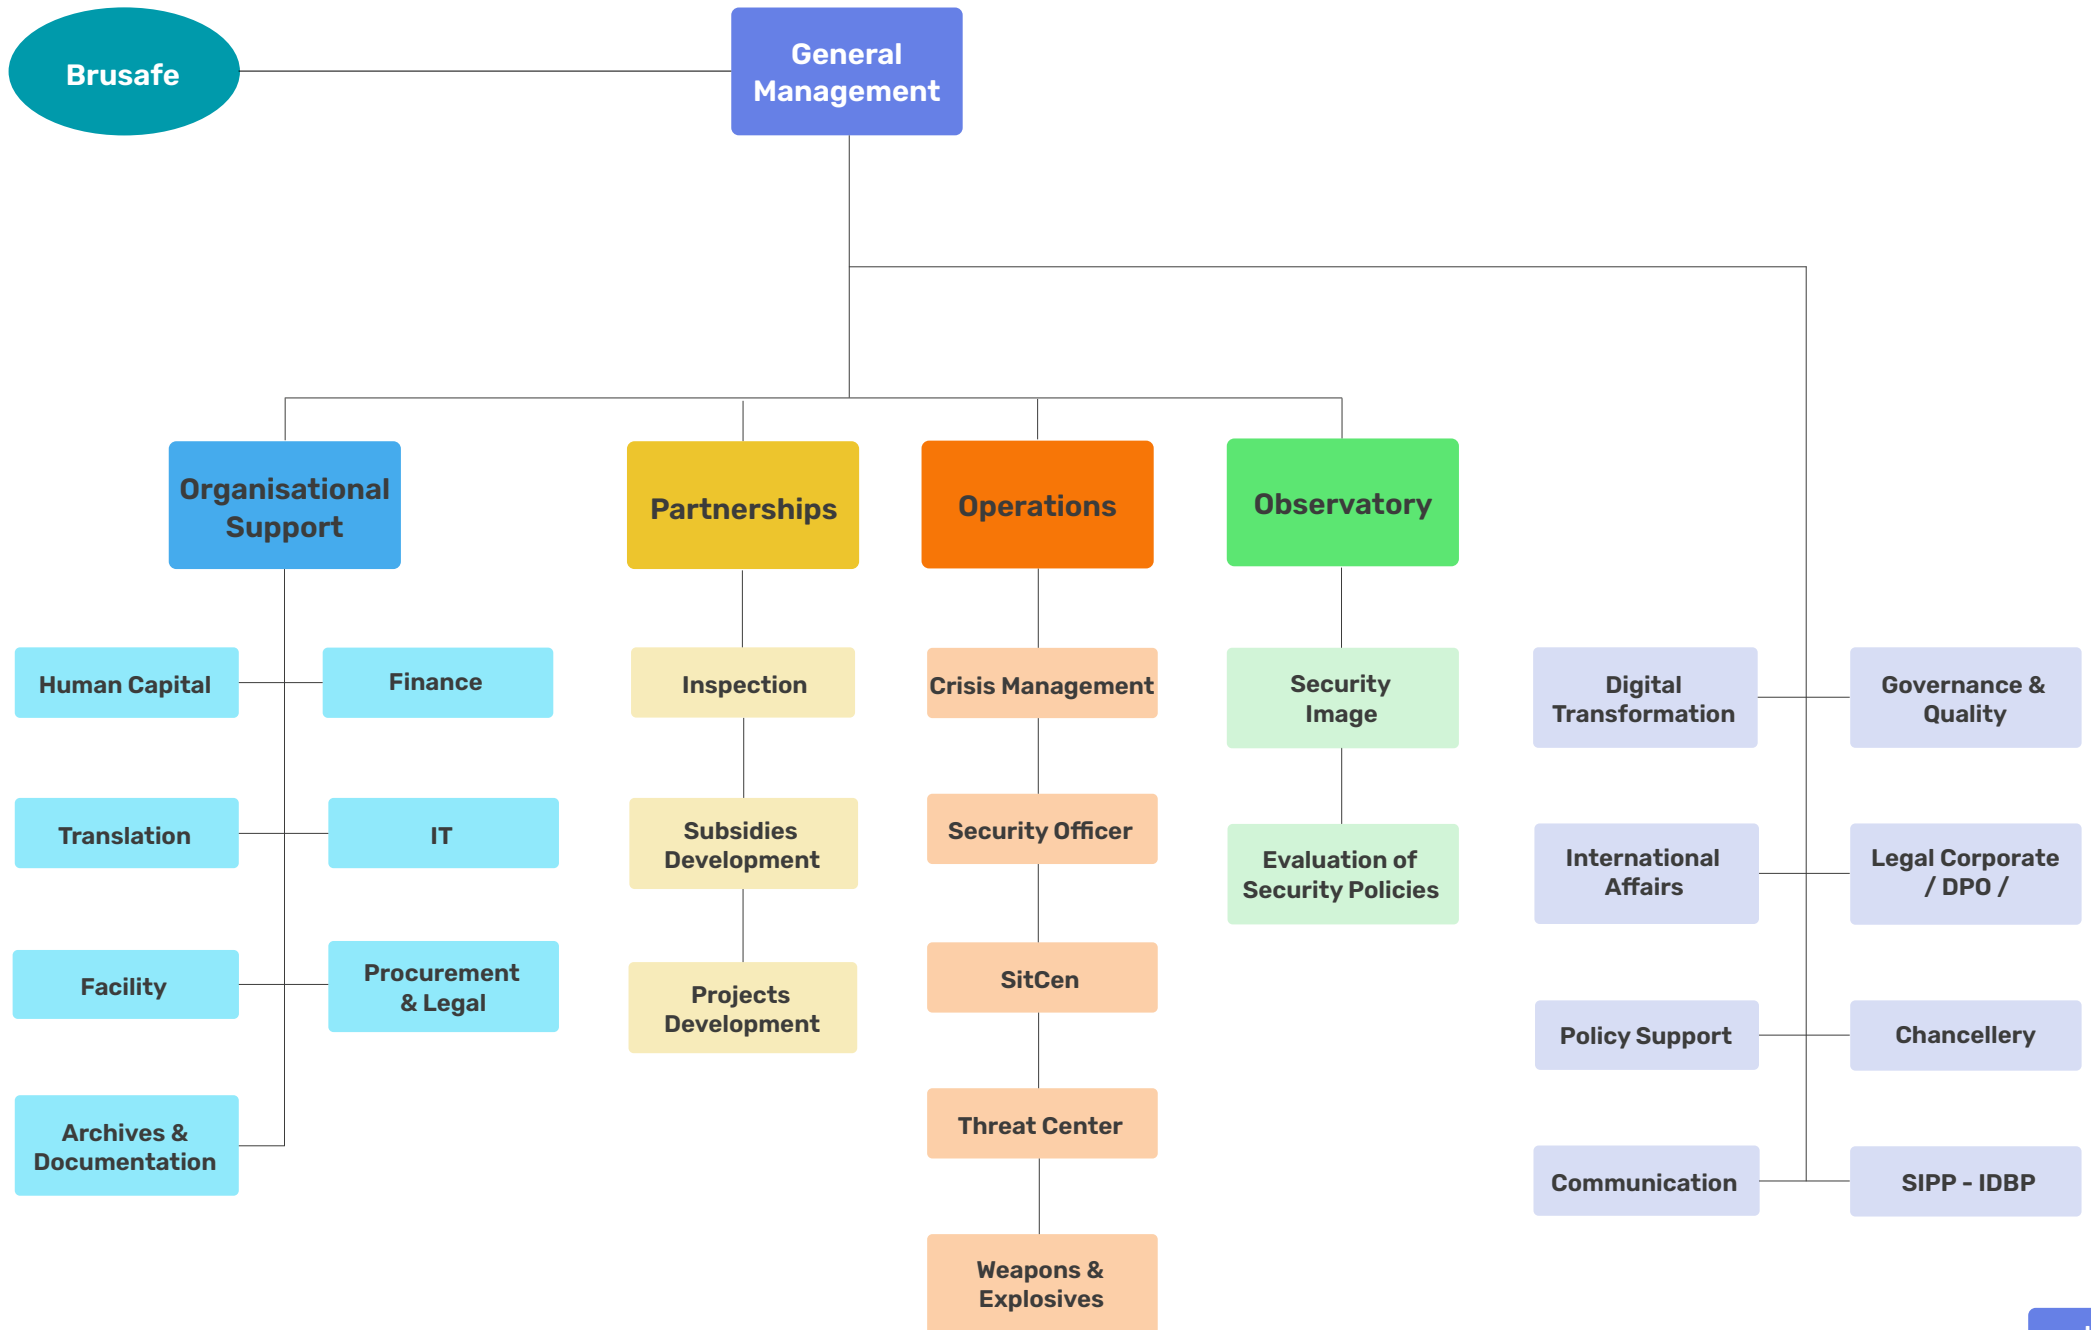 Brusafe
General
Management
Organisational
Support
Partnerships
Operations
Observatory
Human Capital
Finance
Translation
IT
Facility
Procurement
& Legal
Archives &
Documentation
Inspection
Subsidies
Development
Projects
Development
Crisis Management
Security Officer
SitCen
Threat Center
Weapons &
Explosives
Security
Image
Evaluation of
Security Policies
Digital
Transformation
Governance &
Quality
International
Affairs
Legal Corporate
/ DPO /
Policy Support
Chancellery
Communication
SIPP - IDBP